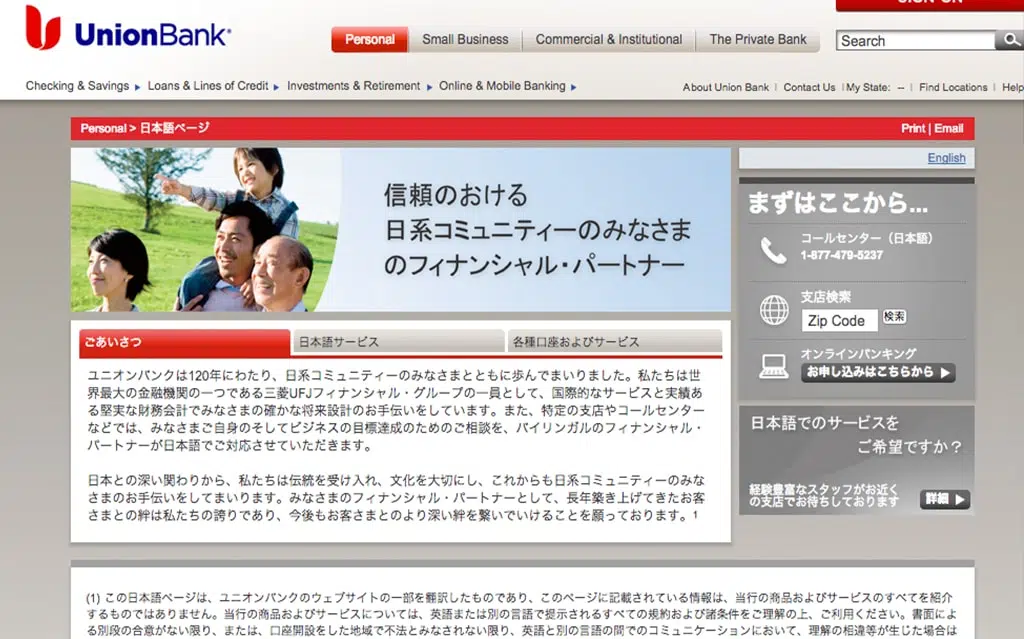 UnionBank
Personal
Small Business
Commercial & Institutional
The Private Bank
SIGN ON
Search
Checking & Savings
Loans & Lines of Credit
Investments & Retirement
Online & Mobile Banking
About Union Bank | Contact Us | My State: -- | Find Locations | Help
Personal > 日本語ページ
Print | Email
信頼のおける
日系コミュニティーのみなさま
のフィナンシャル・パートナー
English
まずはここから...
コールセンター（日本語）
1-877-479-5237
支店検索
Zip Code 検索
オンラインバンキング
お申し込みはこちらから
ごあいさつ
日本語サービス
各種口座およびサービス
ユニオンバンクは120年にわたり、日系コミュニティーのみなさまとともに歩んでまいりました。私たちは世
界最大の金融機関の一つである三菱UFJフィナンシャル・グループの一員として、国際的なサービスと実績あ
る堅実な財務会計でみなさまの確かな将来設計のお手伝いをしています。また、特定の支店やコールセンター
などでは、みなさまご自身のそしてビジネスの目標達成のためのご相談を、バイリンガルのフィナンシャル・
パートナーが日本語でご対応させていただきます。
日本との深い関わりから、私たちは伝統を受け入れ、文化を大切にし、これからも日系コミュニティーのみな
さまのお手伝いをしてまいります。みなさまのフィナンシャル・パートナーとして、長年築き上げてきたお客
さまとの絆は私たちの誇りであり、今後もお客さまとのより深い絆を繋いでいけることを願っております。1
日本語でのサービスを
ご希望ですか？
経験豊富なスタッフがお近く
の支店でお待ちしております
詳細
(1) この日本語ページは、ユニオンバンクのウェブサイトの一部を翻訳したものであり、このページに記載されている情報は、当行の商品およびサービスのすべてを紹介
するものではありません。当行の商品およびサービスについては、英語または別の言語で提示されるすべての規約および諸条件をご理解の上、ご利用ください。書面によ
る別段の合意がない限り、または、口座開設をした地域で不法とみなされない限り、英語と別の言語の間でのコミュニケーションにおいて、理解の相違等が生じた場合は